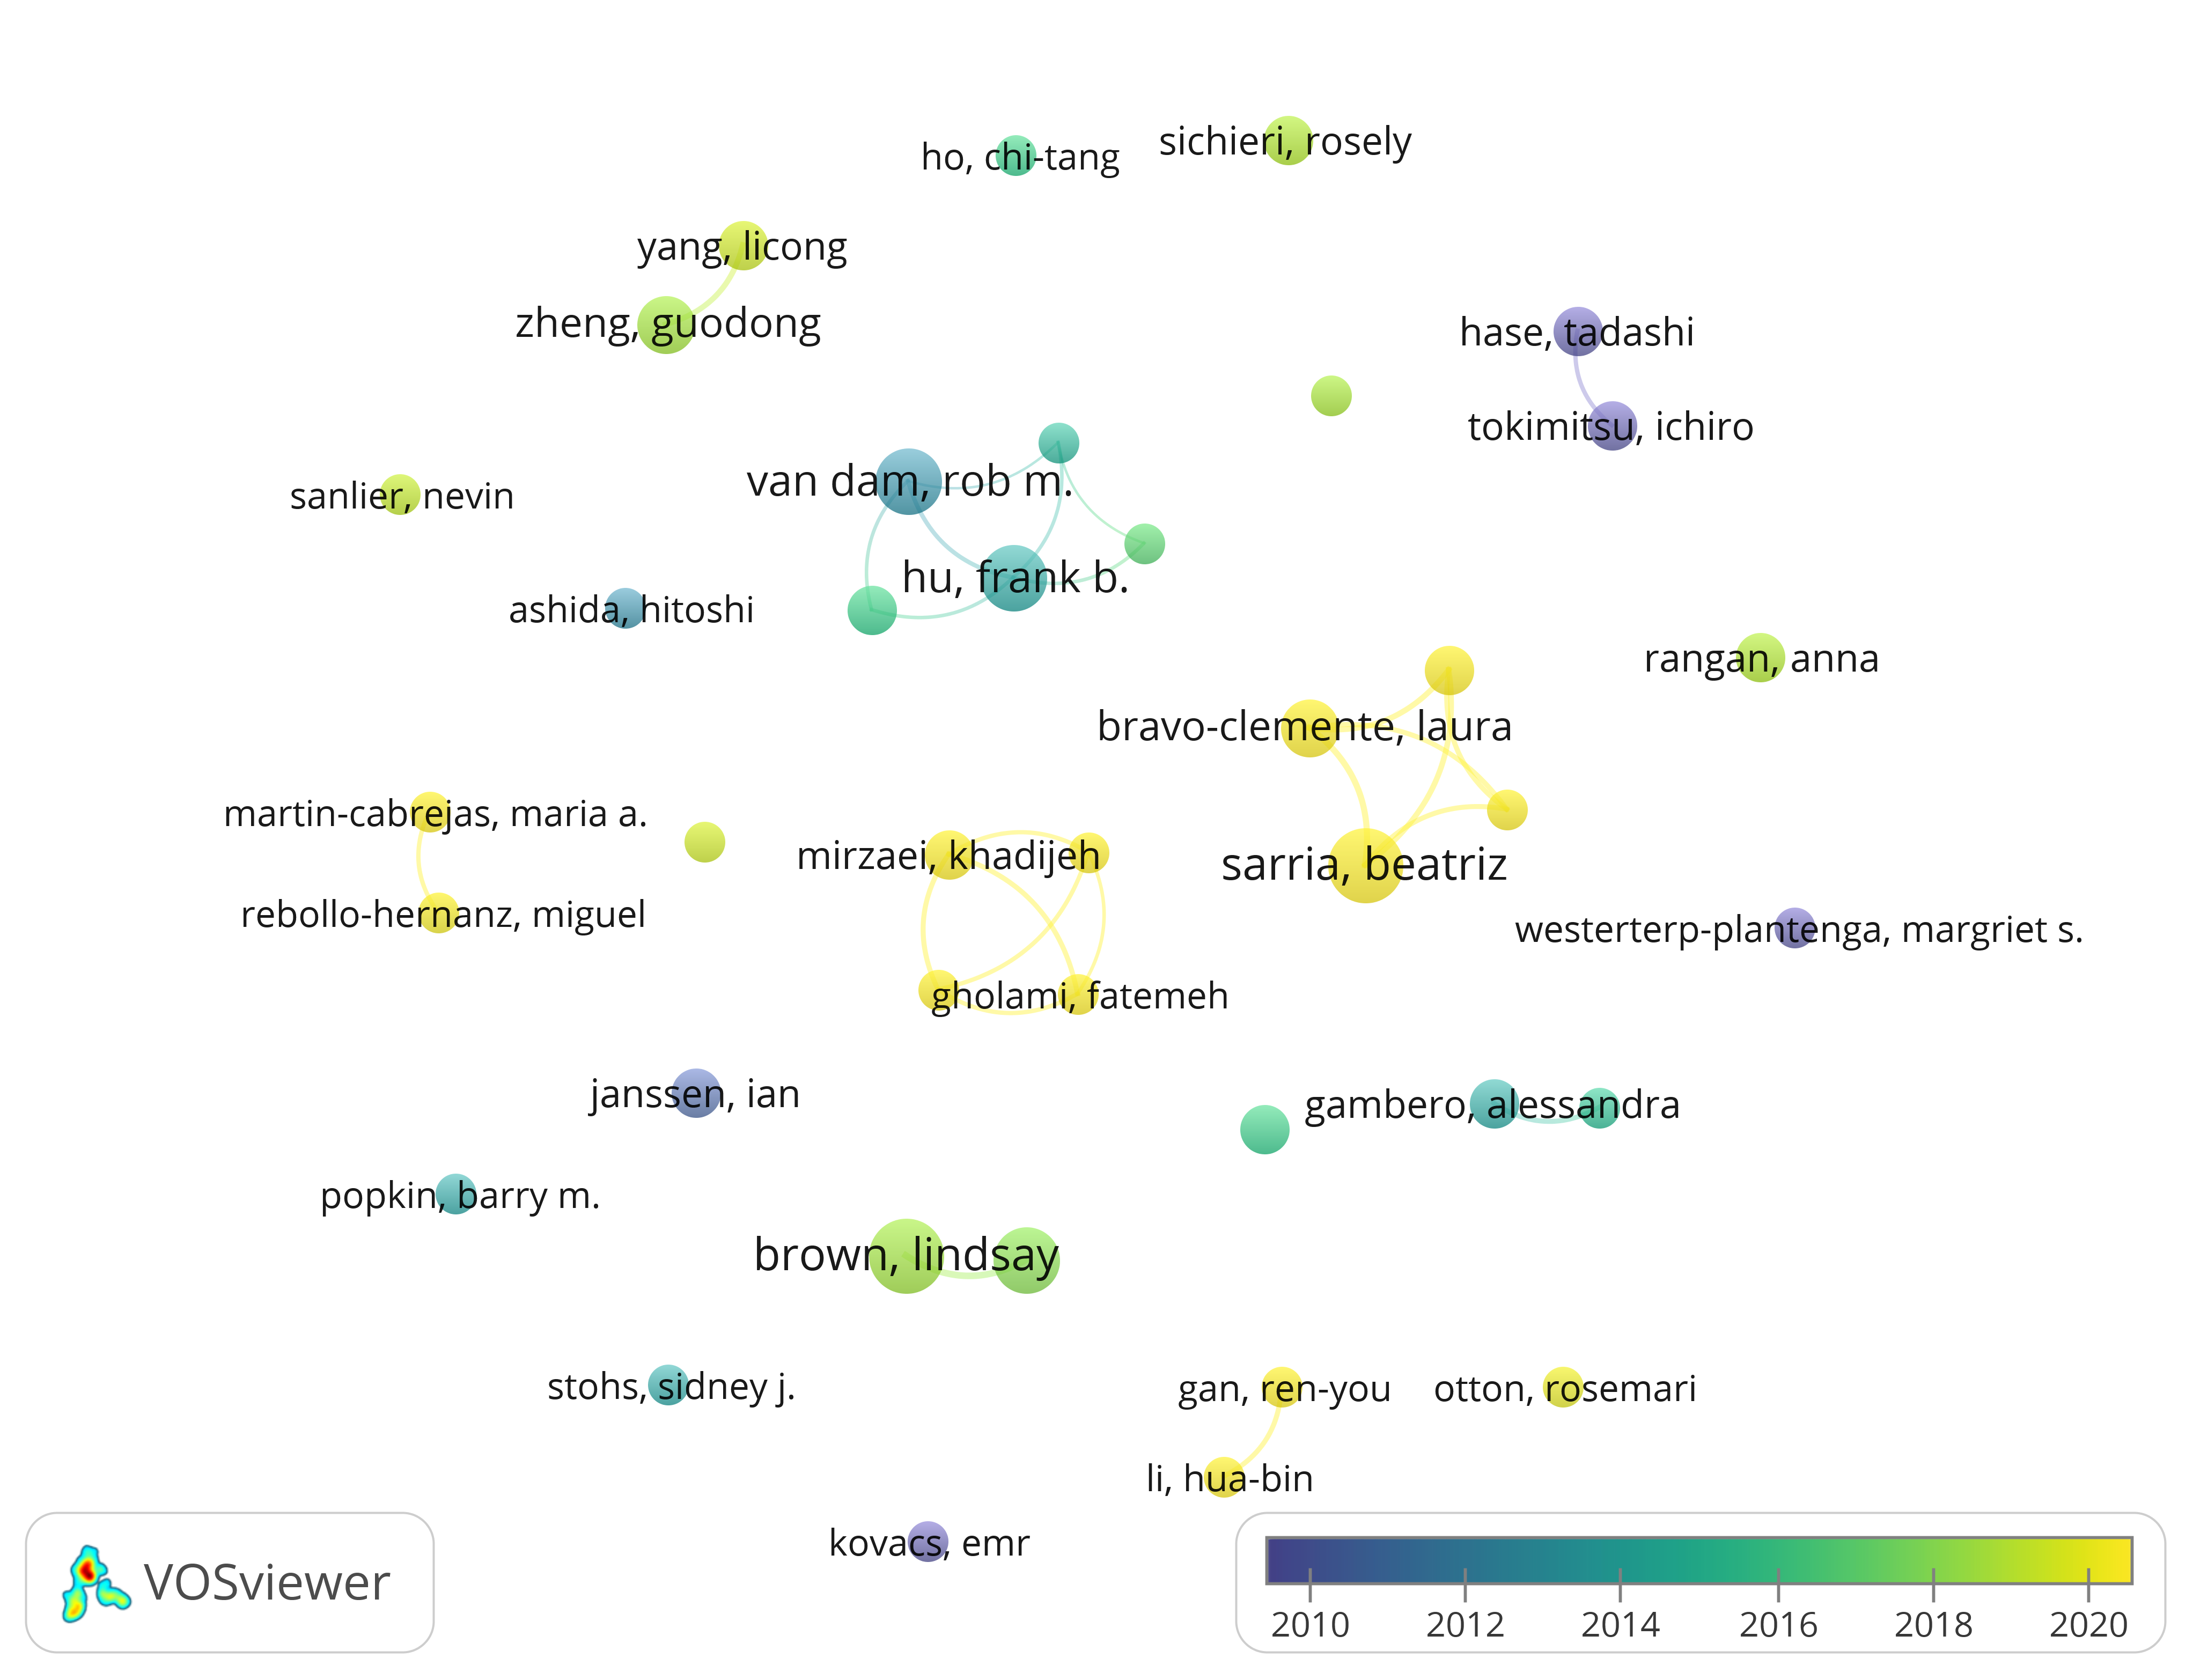 ho, chi-tang
sichieri, rosely
yang, licong
zheng, guodong
hase, tadashi
tokimitsu, ichiro
van dam, rob m.
sanlier, nevin
hu, frank b.
ashida, hitoshi
rangan, anna
bravo-clemente, laura
martin-cabrejas, maria a.
mirzaei, khadijeh
sarria, beatriz
rebollo-hernanz, miguel
westerterp-plantenga, margriet s.
gholami, fatemeh
janssen, ian
gambero, alessandra
popkin, barry m.
brown, lindsay
stohs, sidney j.
gan, ren-you
otton, rosemari
li, hua-bin
kovacs, emr
VOSviewer
2010 2012 2014 2016 2018 2020